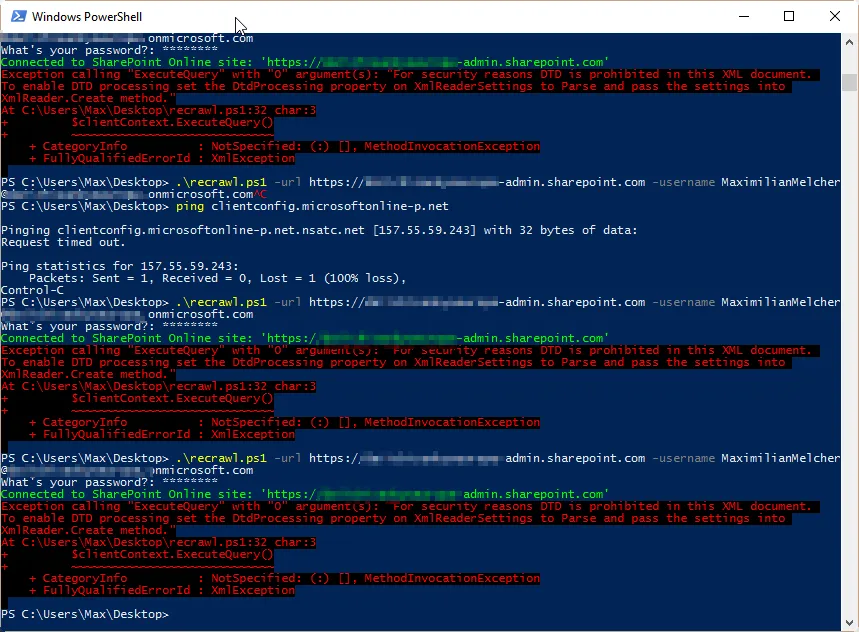 Windows PowerShell
onmicrosoft.com
What's your password?: ********
Connected to SharePoint Online site: 'https://-admin.sharepoint.com'
Exception calling "ExecuteQuery" with "0" argument(s): "For security reasons DTD is prohibited in this XML document.
To enable DTD processing set the DtdProcessing property on XmlReaderSettings to Parse and pass the settings into
XmlReader.Create method."
At C:\Users\Max\Desktop\recrawl.ps1:32 char:3
+         $clientContext.ExecuteQuery()
+         ~~~~~~~~~~~~~~~~~~~~~~~~~~~~~
    + CategoryInfo          : NotSpecified: (:) [], MethodInvocationException
    + FullyQualifiedErrorId : XmlException
PS C:\Users\Max\Desktop> .\recrawl.ps1 -url https://-admin.sharepoint.com -username MaximilianMelcher
@onmicrosoft.com^C
PS C:\Users\Max\Desktop> ping clientconfig.microsoftonline-p.net
Pinging clientconfig.microsoftonline-p.net.nsatc.net [157.55.59.243] with 32 bytes of data:
Request timed out.
Ping statistics for 157.55.59.243:
    Packets: Sent = 1, Received = 0, Lost = 1 (100% loss),
Control-C
PS C:\Users\Max\Desktop> .\recrawl.ps1 -url https://-admin.sharepoint.com -username MaximilianMelcher
onmicrosoft.com
What's your password?: ********
Connected to SharePoint Online site: 'https://-admin.sharepoint.com'
Exception calling "ExecuteQuery" with "0" argument(s): "For security reasons DTD is prohibited in this XML document.
To enable DTD processing set the DtdProcessing property on XmlReaderSettings to Parse and pass the settings into
XmlReader.Create method."
At C:\Users\Max\Desktop\recrawl.ps1:32 char:3
+         $clientContext.ExecuteQuery()
+         ~~~~~~~~~~~~~~~~~~~~~~~~~~~~~
    + CategoryInfo          : NotSpecified: (:) [], MethodInvocationException
    + FullyQualifiedErrorId : XmlException
PS C:\Users\Max\Desktop> .\recrawl.ps1 -url https://admin.sharepoint.com -username MaximilianMelcher
@onmicrosoft.com
What's your password?: ********
Connected to SharePoint Online site: 'https://admin.sharepoint.com'
Exception calling "ExecuteQuery" with "0" argument(s): "For security reasons DTD is prohibited in this XML document.
To enable DTD processing set the DtdProcessing property on XmlReaderSettings to Parse and pass the settings into
XmlReader.Create method."
At C:\Users\Max\Desktop\recrawl.ps1:32 char:3
+         $clientContext.ExecuteQuery()
+         ~~~~~~~~~~~~~~~~~~~~~~~~~~~~~
    + CategoryInfo          : NotSpecified: (:) [], MethodInvocationException
    + FullyQualifiedErrorId : XmlException
PS C:\Users\Max\Desktop>